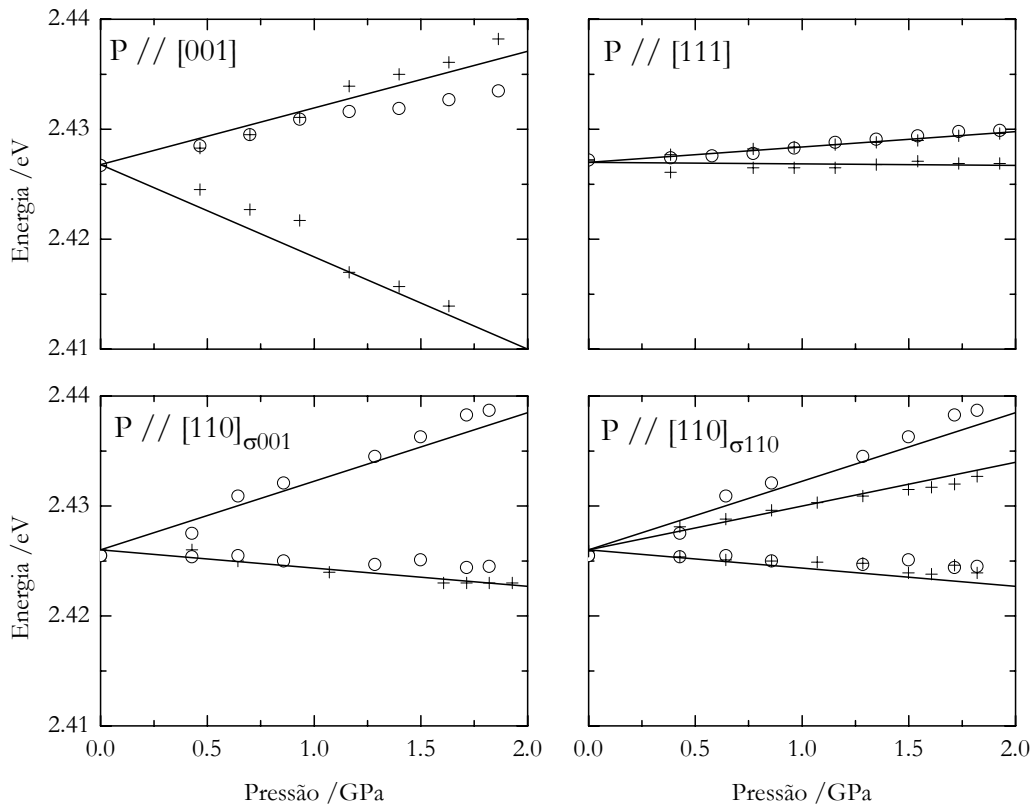 2.44
2.43
2.42
2.41
Energia /eV
P // [001]
P // [111]
2.44
2.43
2.42
2.41
Energia /eV
P // [110]σ001
P // [110]σ110
0.0 0.5 1.0 1.5 2.0
0.0 0.5 1.0 1.5 2.0
Pressão /GPa
Pressão /GPa